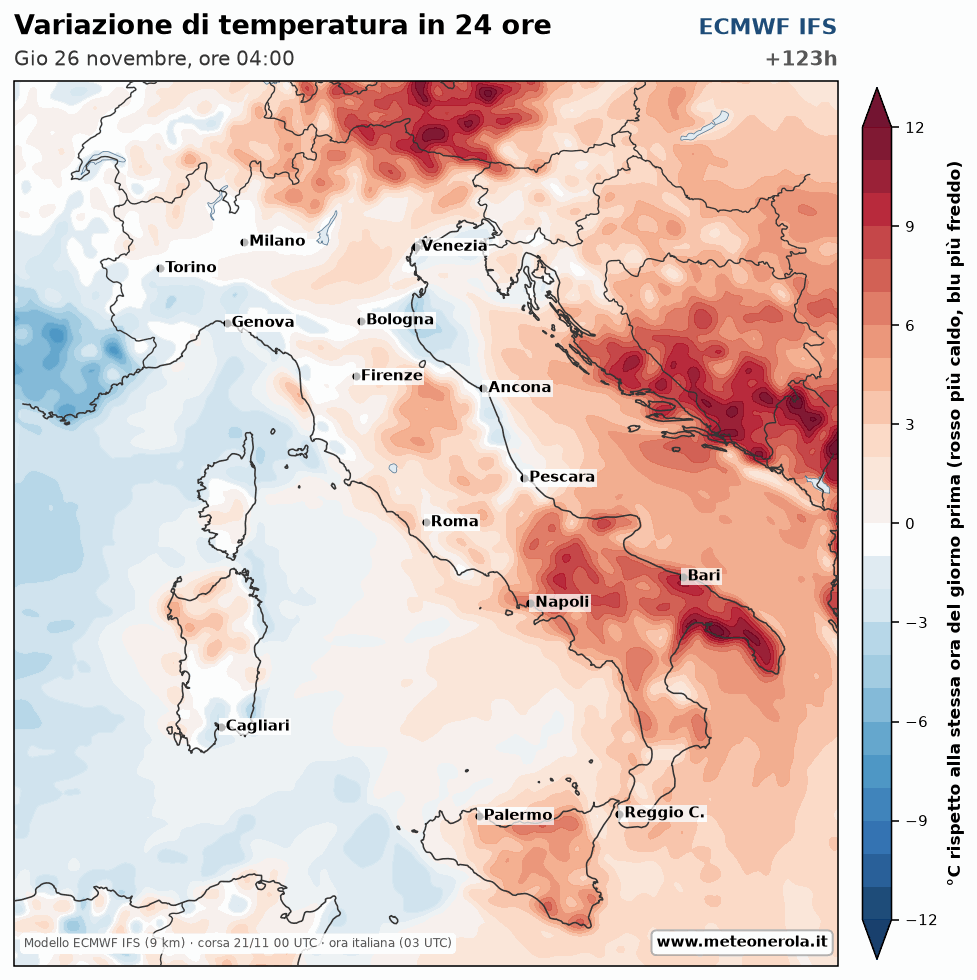 Variazione di temperatura in 24 ore
ECMWF IFS
Gio 26 novembre, ore 04:00
+123h
Milano
Venezia
Torino
Genova
Bologna
Firenze
Ancona
Pescara
Roma
Bari
Napoli
Cagliari
Palermo
Reggio C.
12
9
6
3
0
−3
−6
−9
−12
°C rispetto alla stessa ora del giorno prima (rosso più caldo, blu più freddo)
Modello ECMWF IFS (9 km) · corsa 21/11 00 UTC · ora italiana (03 UTC)
www.meteonerola.it